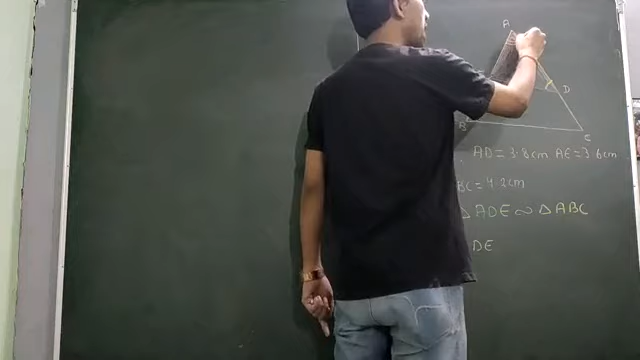 A
D
B
C
AD = 3.8cm AE = 3.6cm
BC = 4.2cm
△ADE ~ △ABC
DE